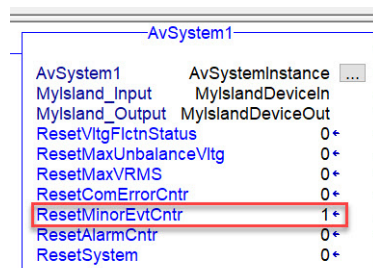 AvSystem1
AvSystem1 AvSystemInstance ...
MyIsland_Input MyIslandDeviceIn
MyIsland_Output MyIslandDeviceOut
ResetVltgFlctnStatus 0
ResetMaxUnbalanceVltg 0
ResetMaxVRMS 0
ResetComErrorCntr 0
ResetMinorEvtCntr 1
ResetAlarmCntr 0
ResetSystem 0